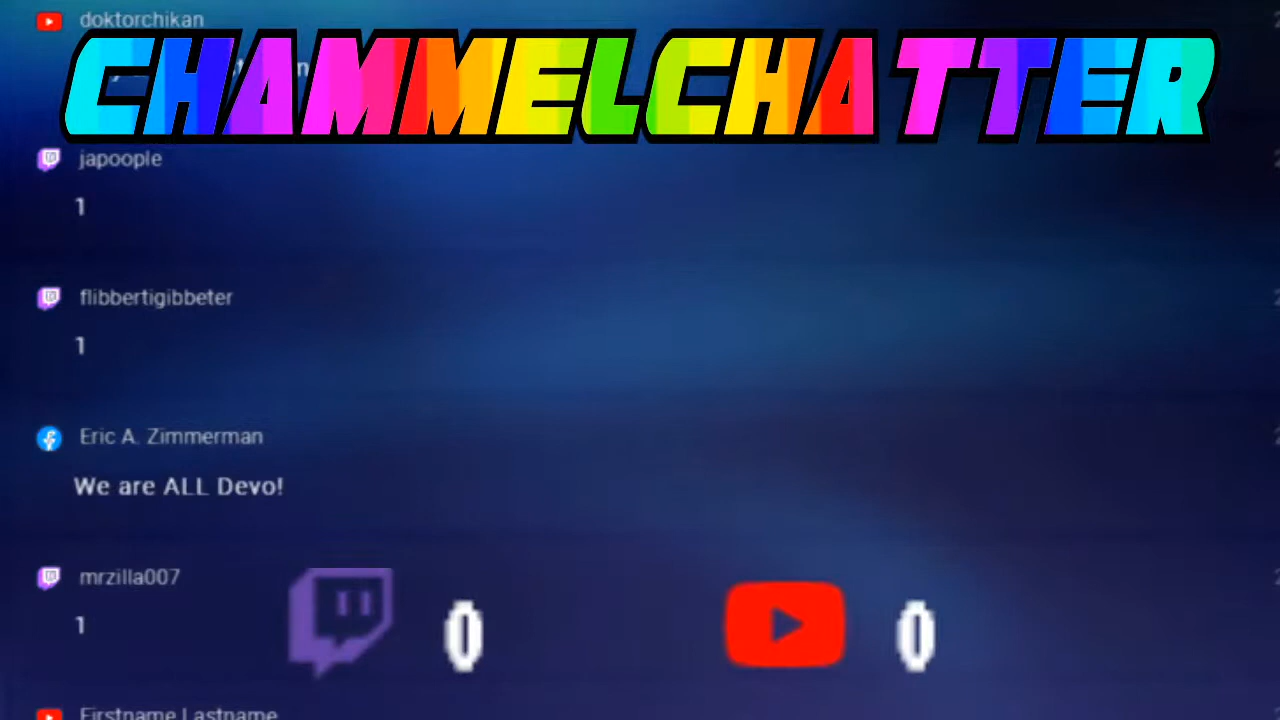 doktorchikan
CHAMMELCHATTER
japoople
1
flibbertigibbeter
1
Eric A. Zimmerman
We are ALL Devo!
mrzilla007
1
0
0
Firstname Lastname